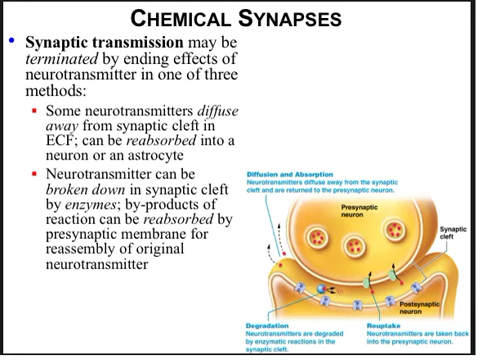 CHEMICAL SYNAPSES
• Synaptic transmission may be
terminated by ending effects of
neurotransmitter in one of three
methods:
▪ Some neurotransmitters diffuse
away from synaptic cleft in
ECF; can be reabsorbed into a
neuron or an astrocyte
▪ Neurotransmitter can be
broken down in synaptic cleft
by enzymes; by-products of
reaction can be reabsorbed by
presynaptic membrane for
reassembly of original
neurotransmitter
Diffusion and Absorption
Neurotransmitters diffuse away from the synaptic
cleft and are returned to the presynaptic neuron.
Presynaptic
neuron
Synaptic
cleft
Postsynaptic
neuron
Degradation
Neurotransmitters are degraded
by enzymatic reactions in the
synaptic cleft.
Reuptake
Neurotransmitters are taken back
into the presynaptic neuron.